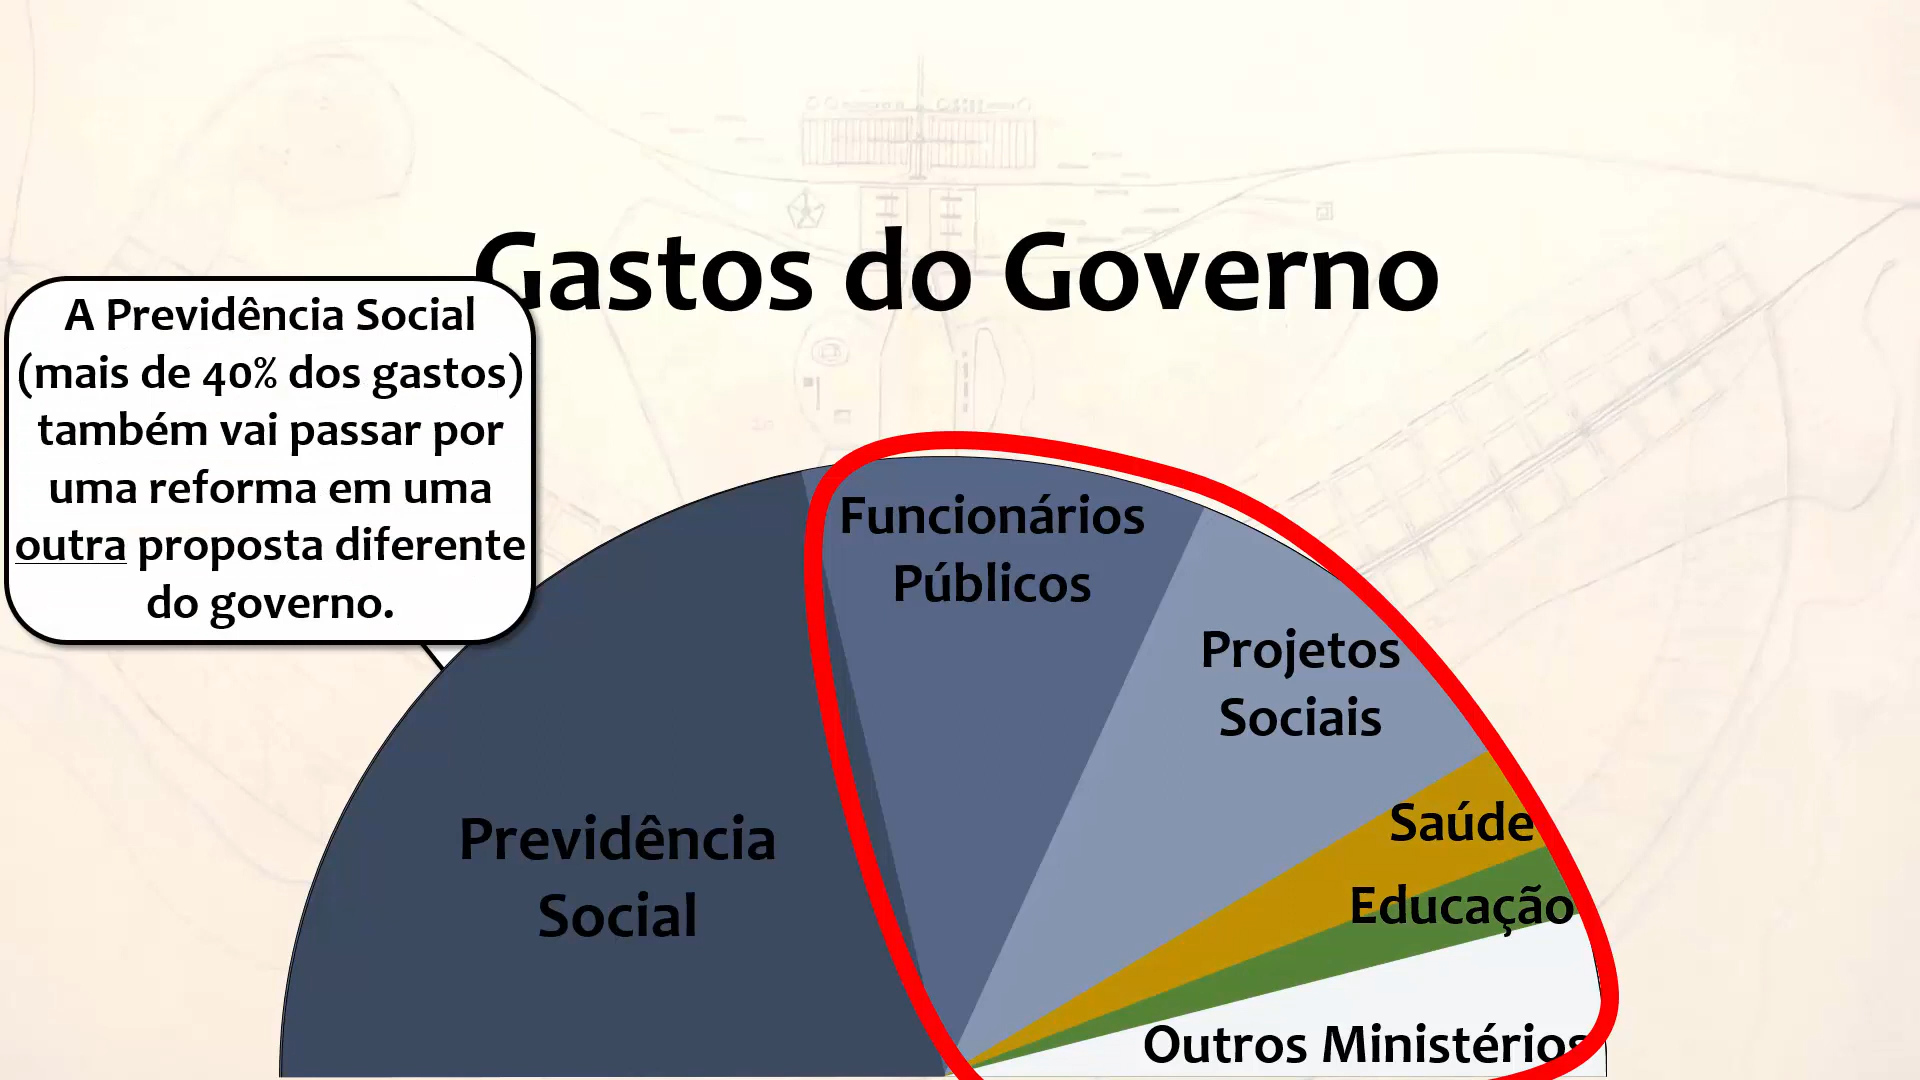 Gastos do Governo
A Previdência Social
(mais de 40% dos gastos)
também vai passar por
uma reforma em uma
outra proposta diferente
do governo.
Funcionários
Públicos
Projetos
Sociais
Saúde
Educação
Previdência
Social
Outros Ministérios